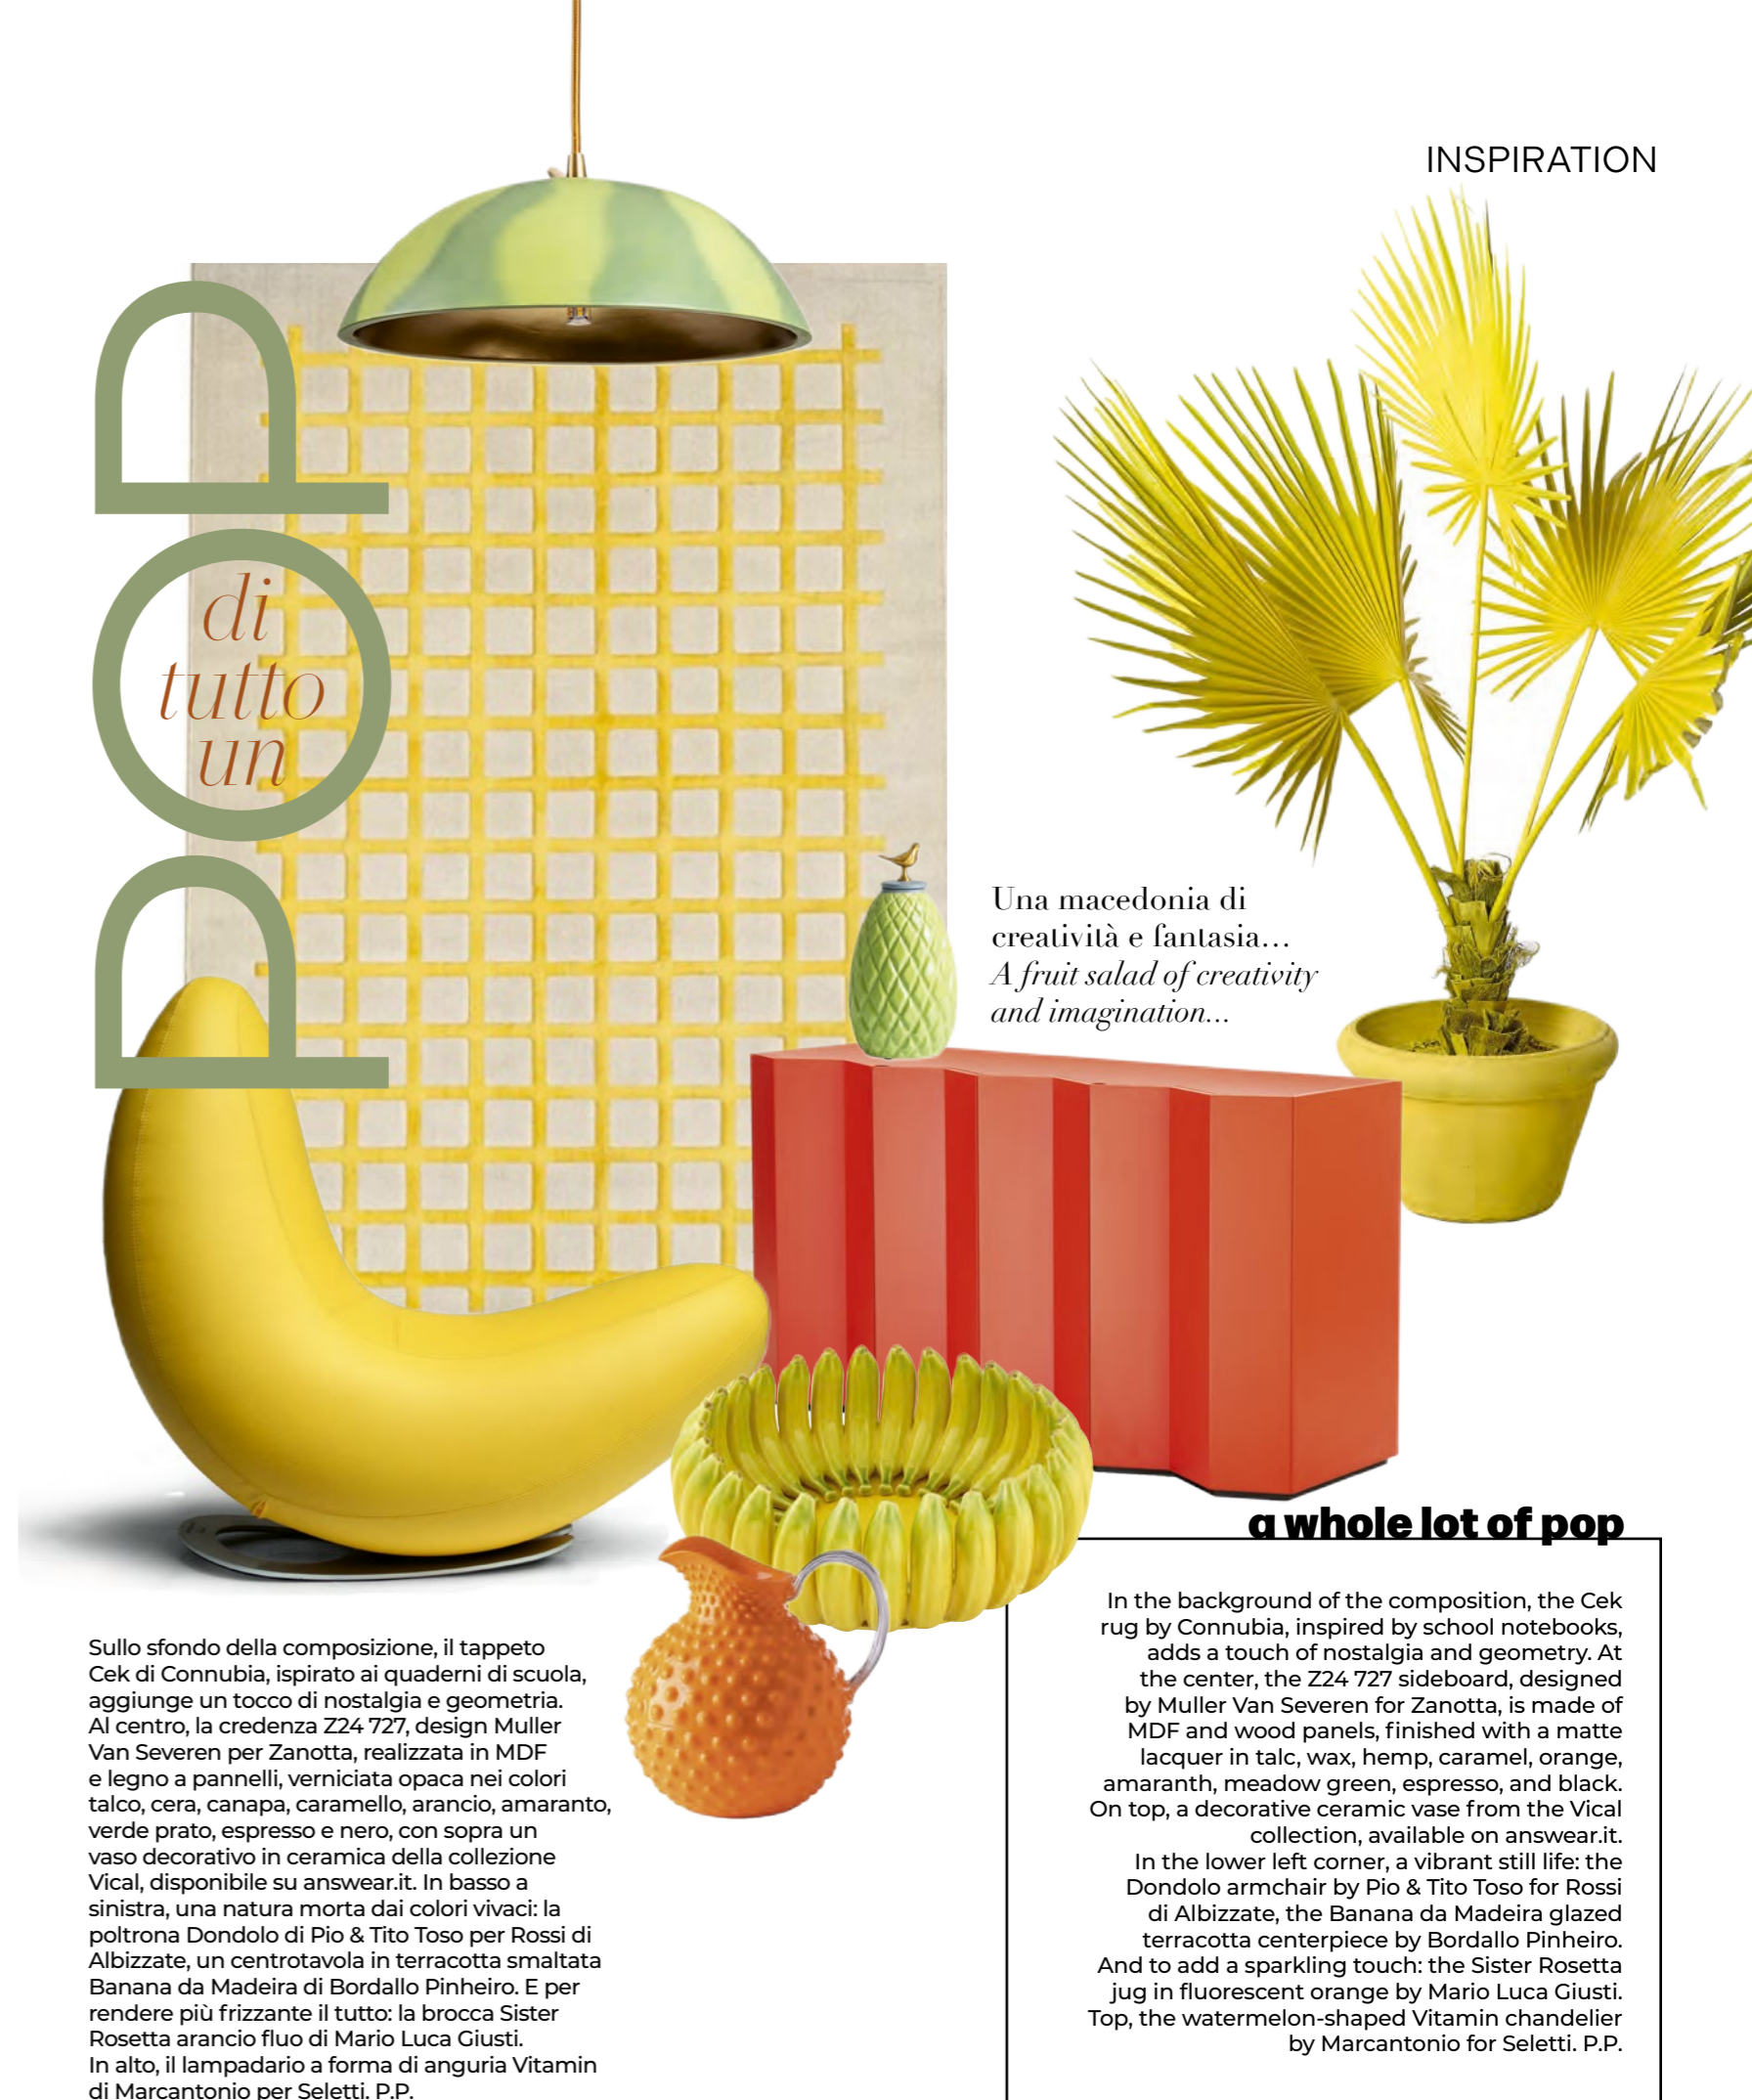 INSPIRATION
di
tutto
un
POP
Una macedonia di
creatività e fantasia...
A fruit salad of creativity
and imagination...
a whole lot of pop
Sullo sfondo della composizione, il tappeto
Cek di Connubia, ispirato ai quaderni di scuola,
aggiunge un tocco di nostalgia e geometria.
Al centro, la credenza Z24 727, design Muller
Van Severen per Zanotta, realizzata in MDF
e legno a pannelli, verniciata opaca nei colori
talco, cera, canapa, caramello, arancio, amaranto,
verde prato, espresso e nero, con sopra un
vaso decorativo in ceramica della collezione
Vical, disponibile su answear.it. In basso a
sinistra, una natura morta dai colori vivaci: la
poltrona Dondolo di Pio & Tito Toso per Rossi di
Albizzate, un centrotavola in terracotta smaltata
Banana da Madeira di Bordallo Pinheiro. E per
rendere più frizzante il tutto: la brocca Sister
Rosetta arancio fluo di Mario Luca Giusti.
In alto, il lampadario a forma di anguria Vitamin
di Marcantonio per Seletti. P.P.
In the background of the composition, the Cek
rug by Connubia, inspired by school notebooks,
adds a touch of nostalgia and geometry. At
the center, the Z24 727 sideboard, designed
by Muller Van Severen for Zanotta, is made of
MDF and wood panels, finished with a matte
lacquer in talc, wax, hemp, caramel, orange,
amaranth, meadow green, espresso, and black.
On top, a decorative ceramic vase from the Vical
collection, available on answear.it.
In the lower left corner, a vibrant still life: the
Dondolo armchair by Pio & Tito Toso for Rossi
di Albizzate, the Banana da Madeira glazed
terracotta centerpiece by Bordallo Pinheiro.
And to add a sparkling touch: the Sister Rosetta
jug in fluorescent orange by Mario Luca Giusti.
Top, the watermelon-shaped Vitamin chandelier
by Marcantonio for Seletti. P.P.